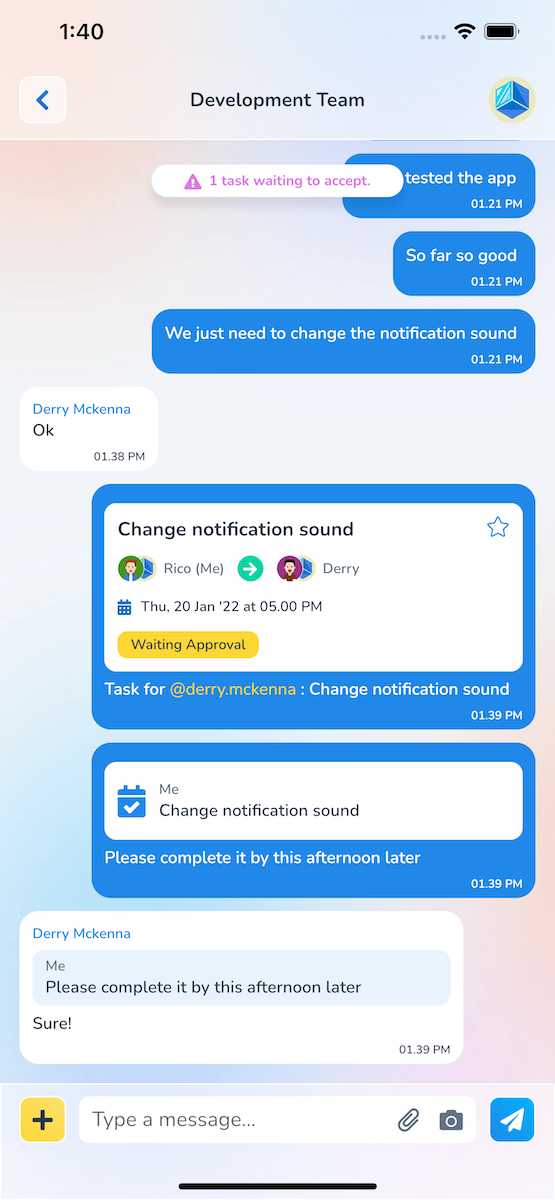 1:40
Development Team
1 task waiting to accept.
tested the app
01.21 PM
So far so good
01.21 PM
We just need to change the notification sound
01.21 PM
Derry Mckenna
Ok
01.38 PM
Change notification sound
Rico (Me) Derry
Thu, 20 Jan '22 at 05.00 PM
Waiting Approval
Task for @derry.mckenna : Change notification sound
01.39 PM
Me
Change notification sound
Please complete it by this afternoon later
01.39 PM
Derry Mckenna
Me
Please complete it by this afternoon later
Sure!
01.39 PM
Type a message...